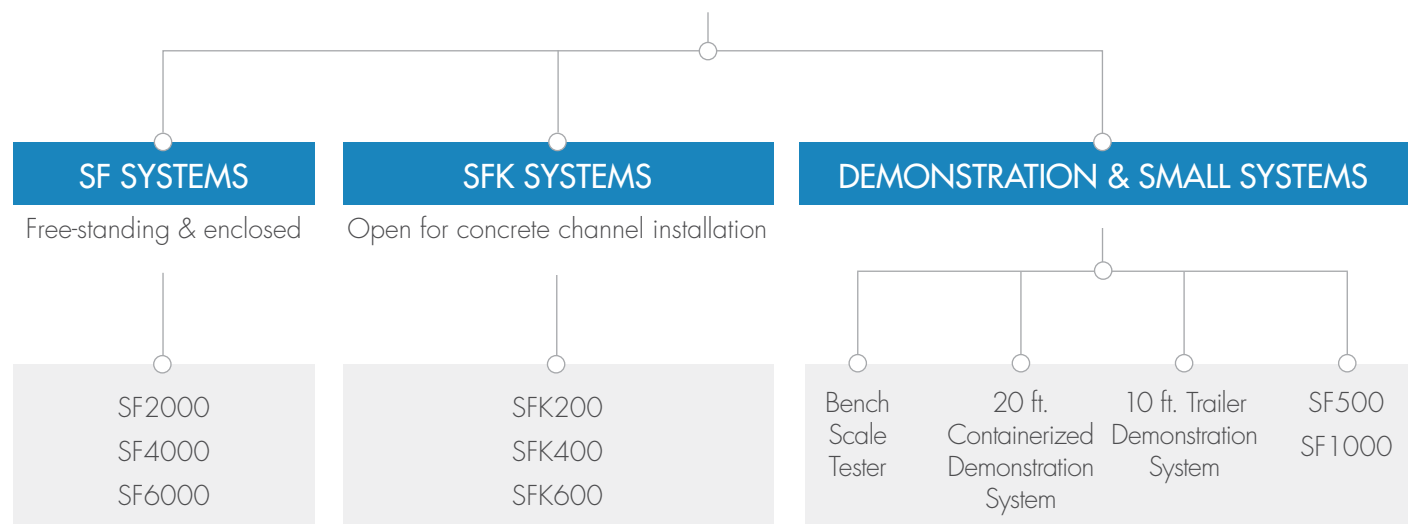 SF SYSTEMS
Free-standing & enclosed
SF2000
SF4000
SF6000
SFK SYSTEMS
Open for concrete channel installation
SFK200
SFK400
SFK600
DEMONSTRATION & SMALL SYSTEMS
Bench
Scale
Tester
20 ft.
Containerized
Demonstration
System
10 ft. Trailer
Demonstration
System
SF500
SF1000